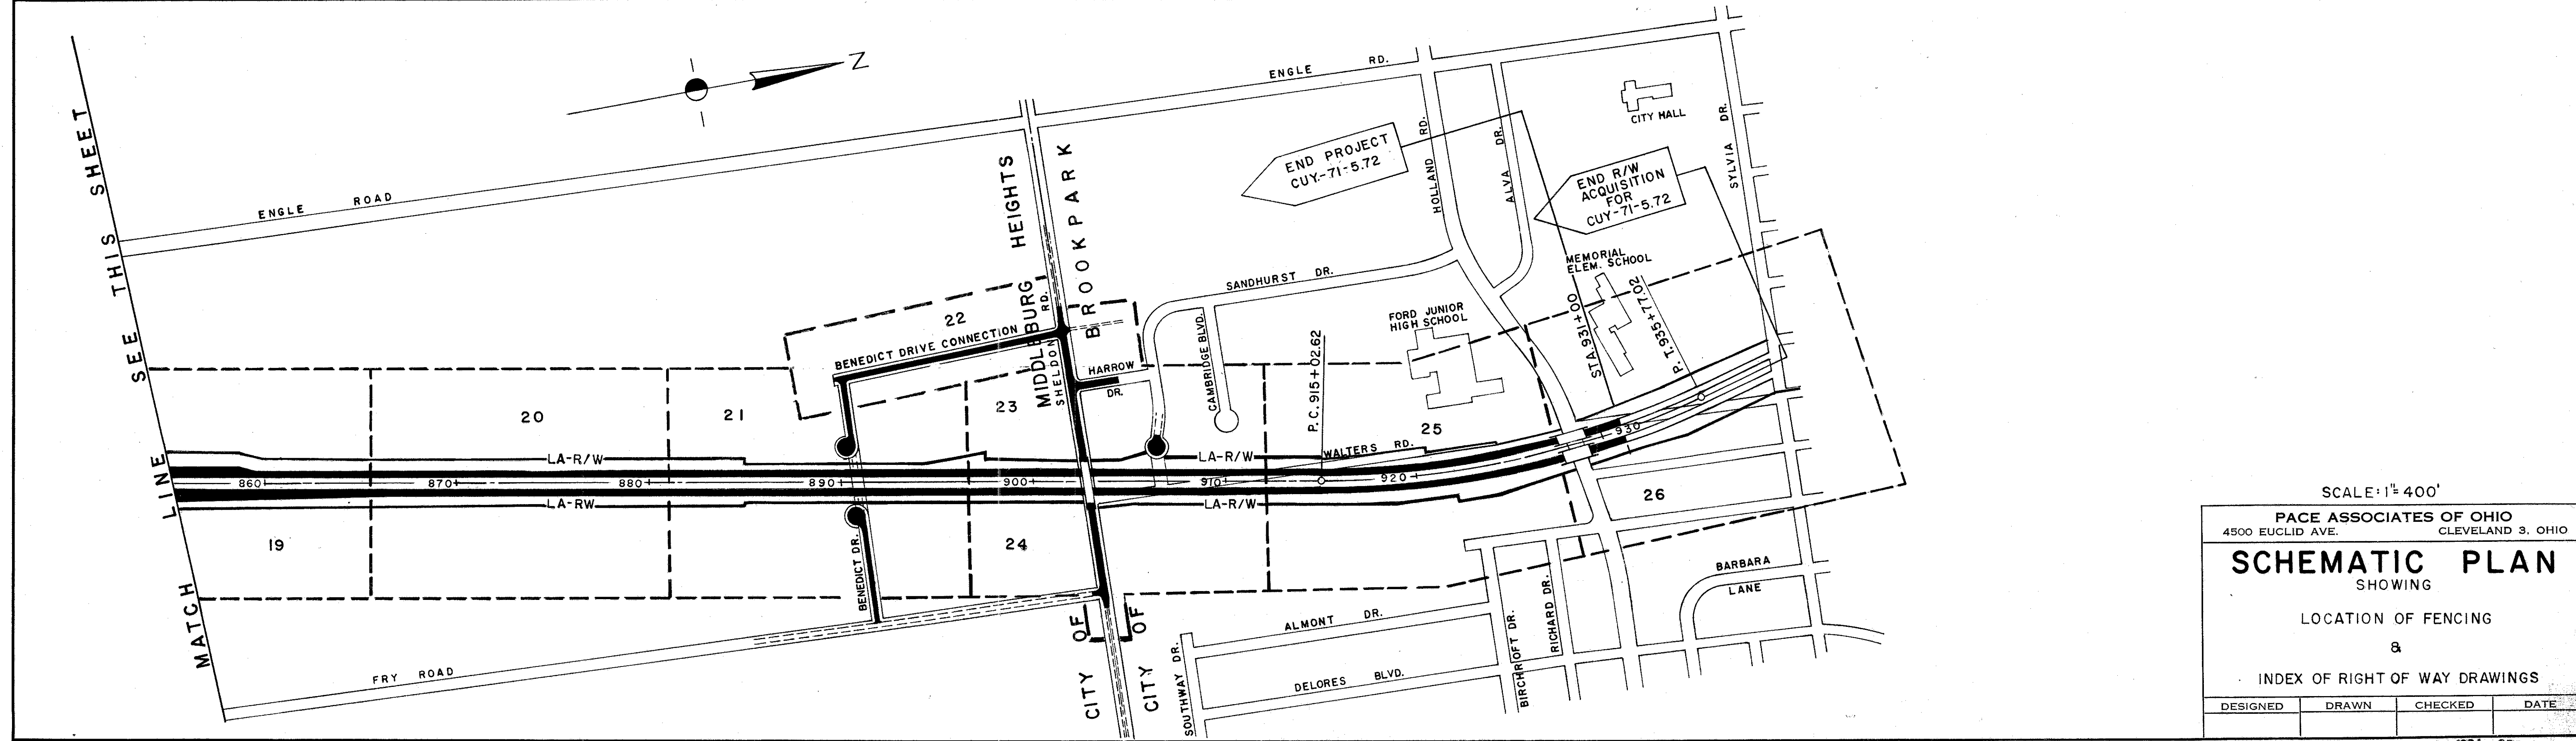 MATCH LINE SEE THIS SHEET
N
ENGLE ROAD
ENGLE RD.
CITY OF MIDDLEBURG HEIGHTS
CITY OF BROOKPARK
SHELDON RD.
END PROJECT
CUY-71-5.72
HOLLAND RD.
ALVA DR.
CITY HALL
SYLVIA DR.
END R/W
ACQUISITION
FOR
CUY-71-5.72
MEMORIAL
ELEM. SCHOOL
STA. 931+00
P. T. 935+77.02
SANDHURST DR.
CAMBRIDGE BLVD.
P. C. 915+02.62
FORD JUNIOR
HIGH SCHOOL
22
BENEDICT DRIVE CONNECTION
HARROW
DR.
20
21
23
25
WALTERS RD.
LA-R/W
LA-R/W
860
870
880
890
900
910
920
930
LA-RW
LA-R/W
19
24
26
BENEDICT DR.
FRY ROAD
SOUTHWAY DR.
ALMONT DR.
DELORES BLVD.
BIRCHCROFT DR.
RICHARD DR.
BARBARA
LANE
SCALE: 1"= 400'
PACE ASSOCIATES OF OHIO
4500 EUCLID AVE. CLEVELAND 3, OHIO
SCHEMATIC PLAN
SHOWING
LOCATION OF FENCING
&
INDEX OF RIGHT OF WAY DRAWINGS
DESIGNED DRAWN CHECKED DATE